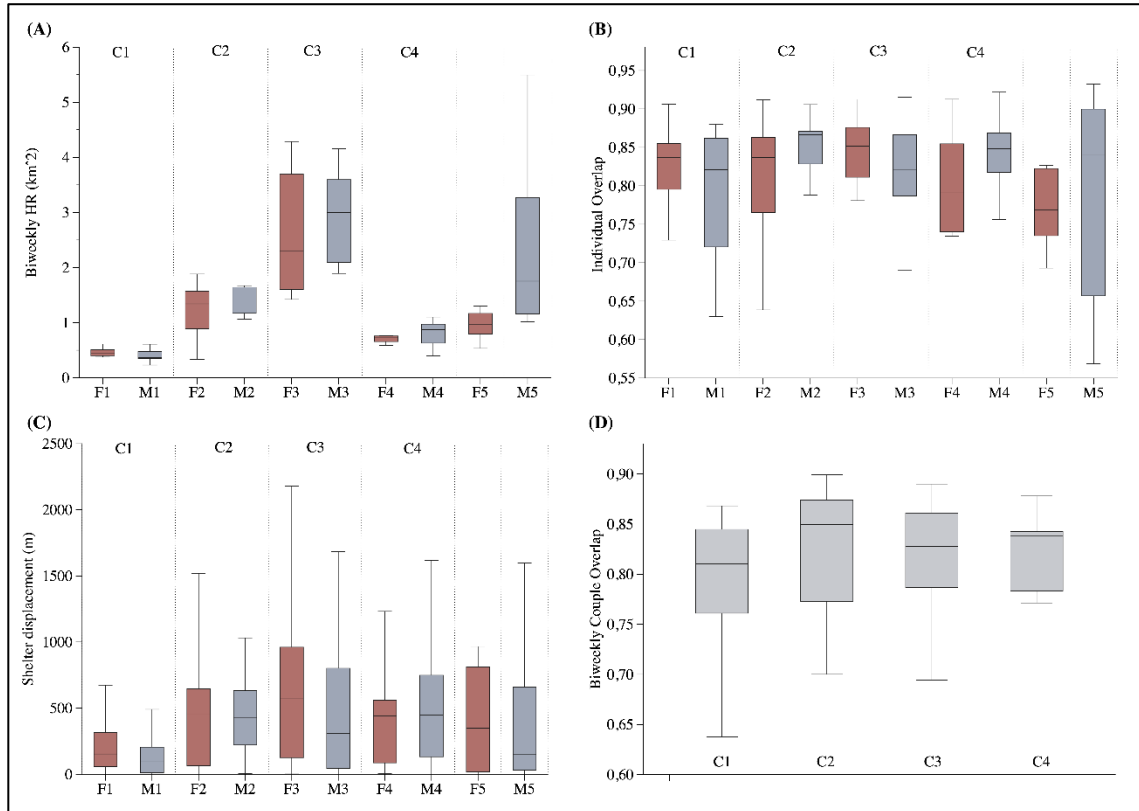 (A)
C1 C2 C3 C4
6
5
4
3
2
1
0
Biweekly HR (km^2)
F1 M1 F2 M2 F3 M3 F4 M4 F5 M5
(B)
C1 C2 C3 C4
0,95
0,90
0,85
0,80
0,75
0,70
0,65
0,60
0,55
Individual Overlap
F1 M1 F2 M2 F3 M3 F4 M4 F5 M5
(C)
C1 C2 C3 C4
2500
2000
1500
1000
500
0
Shelter displacement (m)
F1 M1 F2 M2 F3 M3 F4 M4 F5 M5
(D)
0,90
0,85
0,80
0,75
0,70
0,65
0,60
Biweekly Couple Overlap
C1 C2 C3 C4